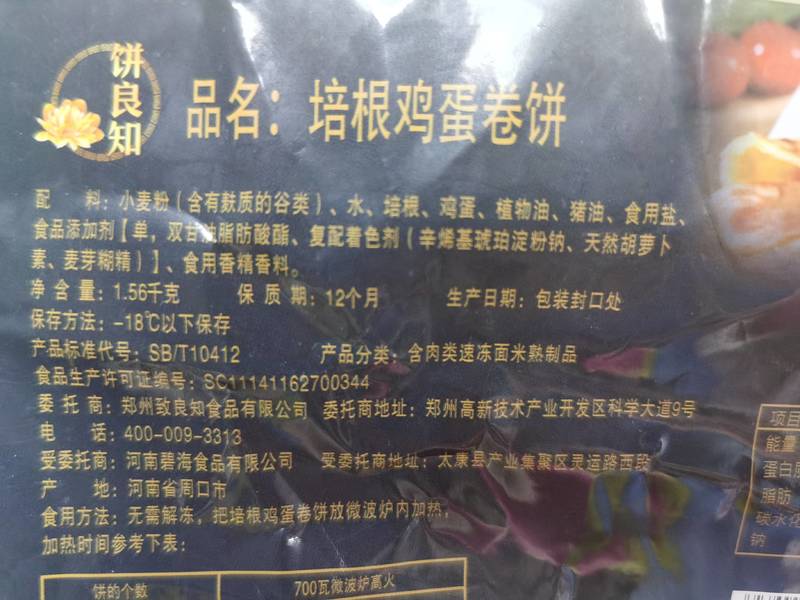 饼良知
品名：培根鸡蛋卷饼
配 料：小麦粉（含有麸质的谷类）、水、培根、鸡蛋、植物油、猪油、食用盐、
食品添加剂【单，双甘油脂肪酸酯、复配着色剂（辛烯基琥珀淀粉钠、天然胡萝卜
素、麦芽糊精）】、食用香精香料。
净 含 量：1.56千克 保 质 期：12个月 生产日期：包装封口处
保存方法：-18℃以下保存
产品标准代号：SB/T10412 产品分类：含肉类速冻面米熟制品
食品生产许可证编号：SC11141162700344
委 托 商：郑州致良知食品有限公司 委托商地址：郑州高新技术产业开发区科学大道9号
电 话：400-009-3313
受委托商：河南碧海食品有限公司 受委托商地址：太康县产业集聚区灵运路西段
产 地：河南省周口市
食用方法：无需解冻，把培根鸡蛋卷饼放微波炉内加热，
加热时间参考下表：
饼的个数 700瓦微波炉高火
项目
能量
蛋白质
脂肪
碳水化
钠